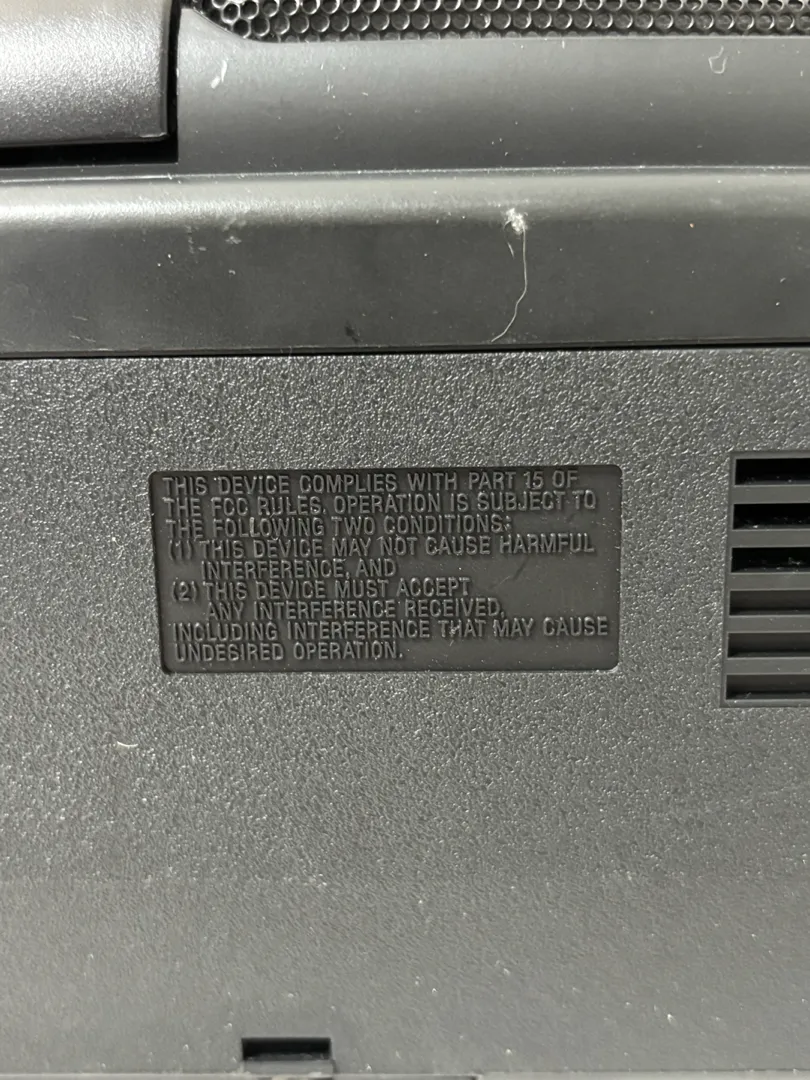 THIS DEVICE COMPLIES WITH PART 15 OF
THE FCC RULES. OPERATION IS SUBJECT TO
THE FOLLOWING TWO CONDITIONS:
(1) THIS DEVICE MAY NOT CAUSE HARMFUL
INTERFERENCE, AND
(2) THIS DEVICE MUST ACCEPT
ANY INTERFERENCE RECEIVED,
INCLUDING INTERFERENCE THAT MAY CAUSE
UNDESIRED OPERATION.